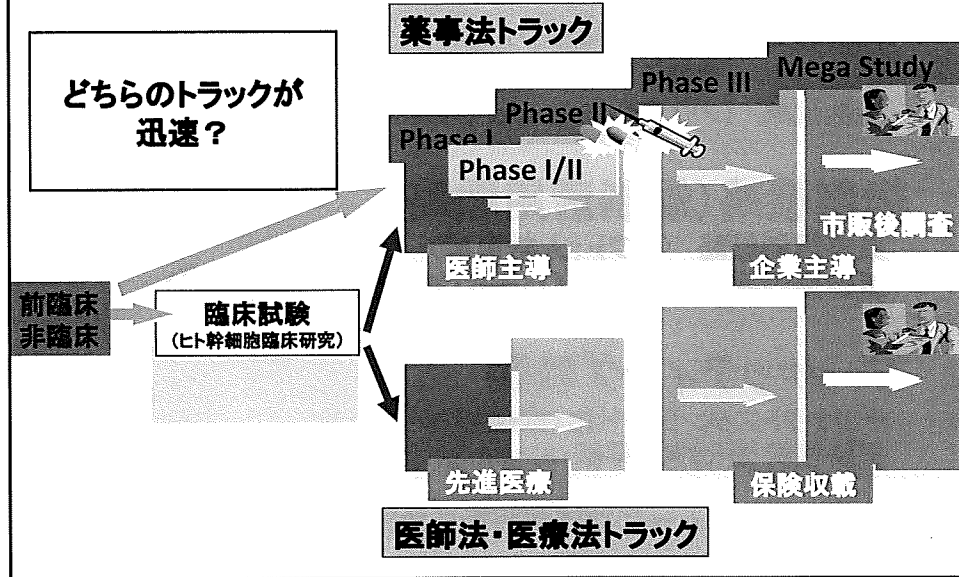 薬事法トラック
どちらのトラックが
迅速？
Phase I
Phase II
Phase III
Mega Study
Phase I/II
市販後調査
医師主導
企業主導
前臨床
非臨床
臨床試験
(ヒト幹細胞臨床研究)
先進医療
保険収載
医師法・医療法トラック